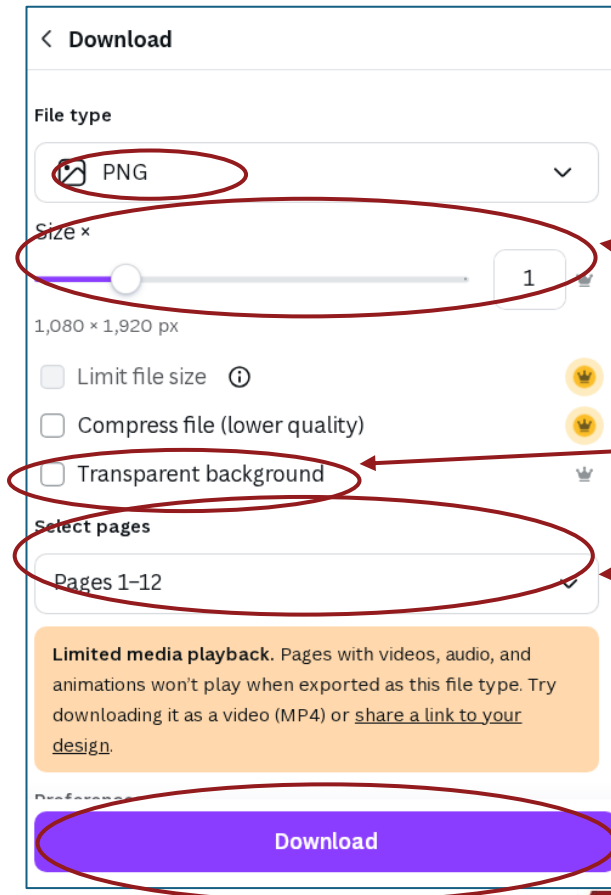 Download
File type
PNG
Size ×
1
1,080 × 1,920 px
Limit file size
Compress file (lower quality)
Transparent background
Select pages
Pages 1–12
Limited media playback. Pages with videos, audio, and
animations won't play when exported as this file type. Try
downloading it as a video (MP4) or share a link to your
design.
Download